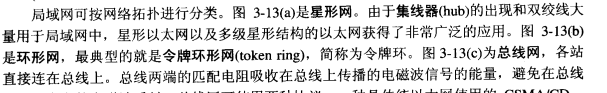 局域网可按网络拓扑进行分类。图 3-13(a)是星形网。由于集线器(hub)的出现和双绞线大
量用于局域网中，星形以太网以及多级星形结构的以太网获得了非常广泛的应用。图 3-13(b)
是环形网，最典型的就是令牌环形网(token ring)，简称为令牌环。图 3-13(c)为总线网，各站
直接连在总线上。总线两端的匹配电阻吸收在总线上传播的电磁波信号的能量，避免在总线
CSMA/CD